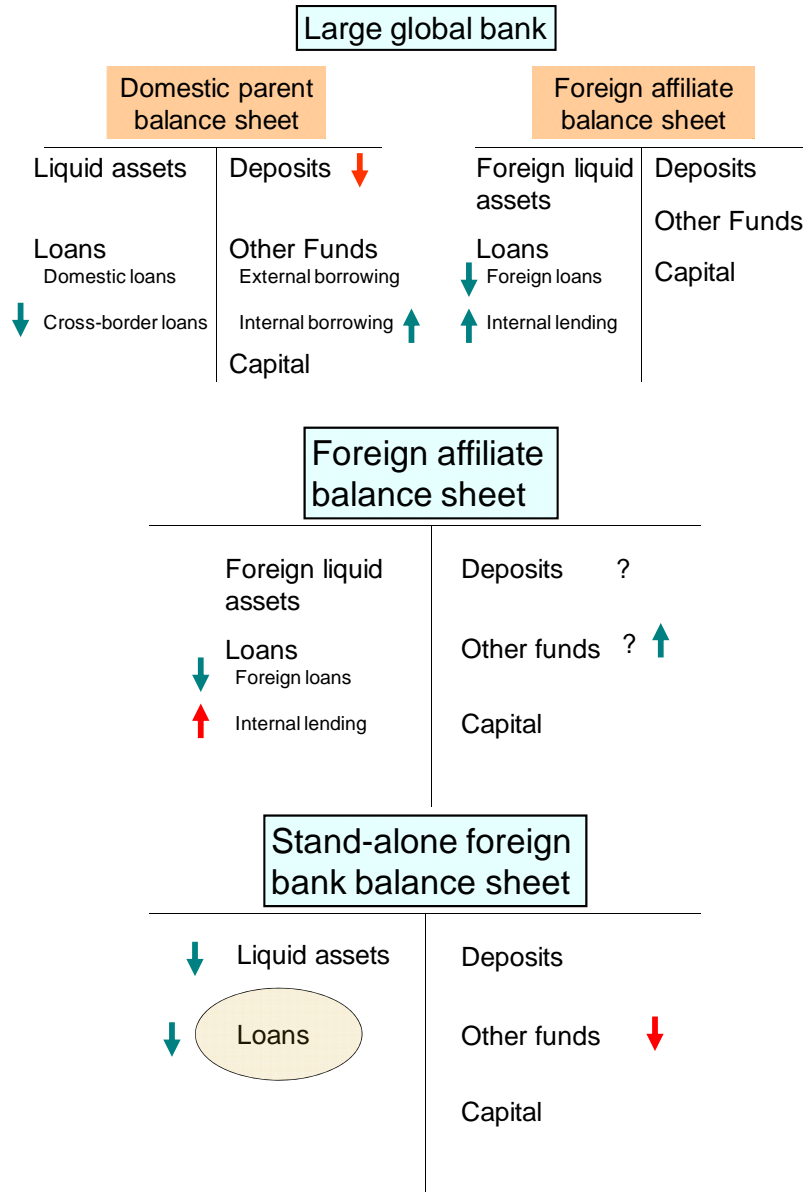 Large global bank
Domestic parent
balance sheet
Foreign affiliate
balance sheet
Liquid assets
Deposits
Foreign liquid
assets
Deposits
Other Funds
Loans
Domestic loans
Cross-border loans
Other Funds
External borrowing
Internal borrowing
Capital
Loans
Foreign loans
Internal lending
Capital
Foreign affiliate
balance sheet
Foreign liquid
assets
Deposits ?
Loans
Foreign loans
Internal lending
Other funds ?
Capital
Stand-alone foreign
bank balance sheet
Liquid assets
Deposits
Loans
Other funds
Capital